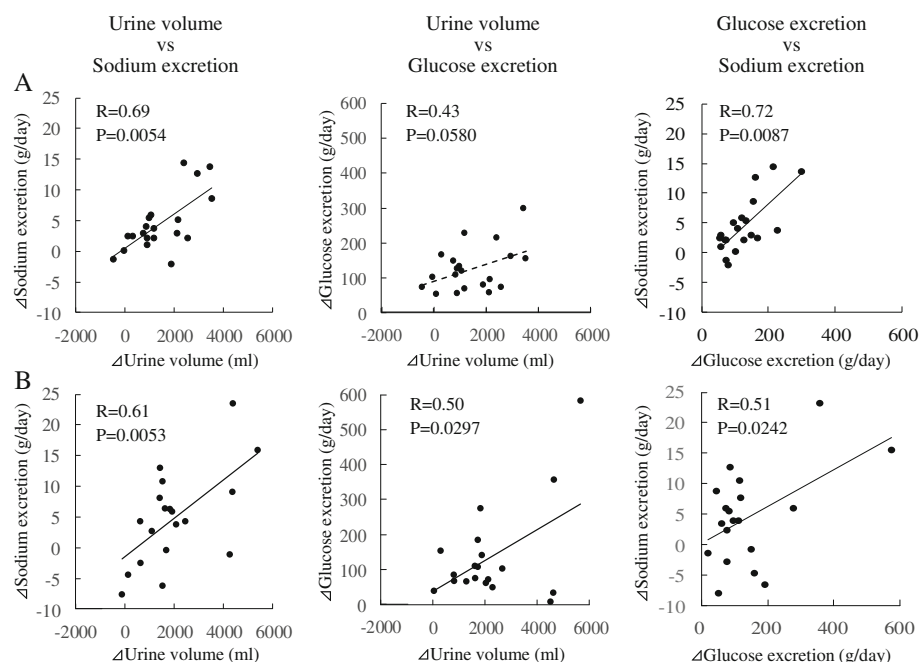 Urine volume
vs
Sodium excretion
Urine volume
vs
Glucose excretion
Glucose excretion
vs
Sodium excretion
A
⊿Sodium excretion (g/day)
25
20
15
10
5
0
-5
-10
R=0.69
P=0.0054
-2000 0 2000 4000 6000
⊿Urine volume (ml)
⊿Glucose excretion (g/day)
600
500
400
300
200
100
0
R=0.43
P=0.0580
-2000 0 2000 4000 6000
⊿Urine volume (ml)
⊿Sodium excretion (g/day)
25
20
15
10
5
0
-5
-10
R=0.72
P=0.0087
0 200 400 600
⊿Glucose excretion (g/day)
B
⊿Sodium excretion (g/day)
25
20
15
10
5
0
-5
-10
R=0.61
P=0.0053
-2000 0 2000 4000 6000
⊿Urine volume (ml)
⊿Glucose excretion (g/day)
600
500
400
300
200
100
0
R=0.50
P=0.0297
-2000 0 2000 4000 6000
⊿Urine volume (ml)
⊿Sodium excretion (g/day)
25
20
15
10
5
0
-5
-10
R=0.51
P=0.0242
0 200 400 600
⊿Glucose excretion (g/day)